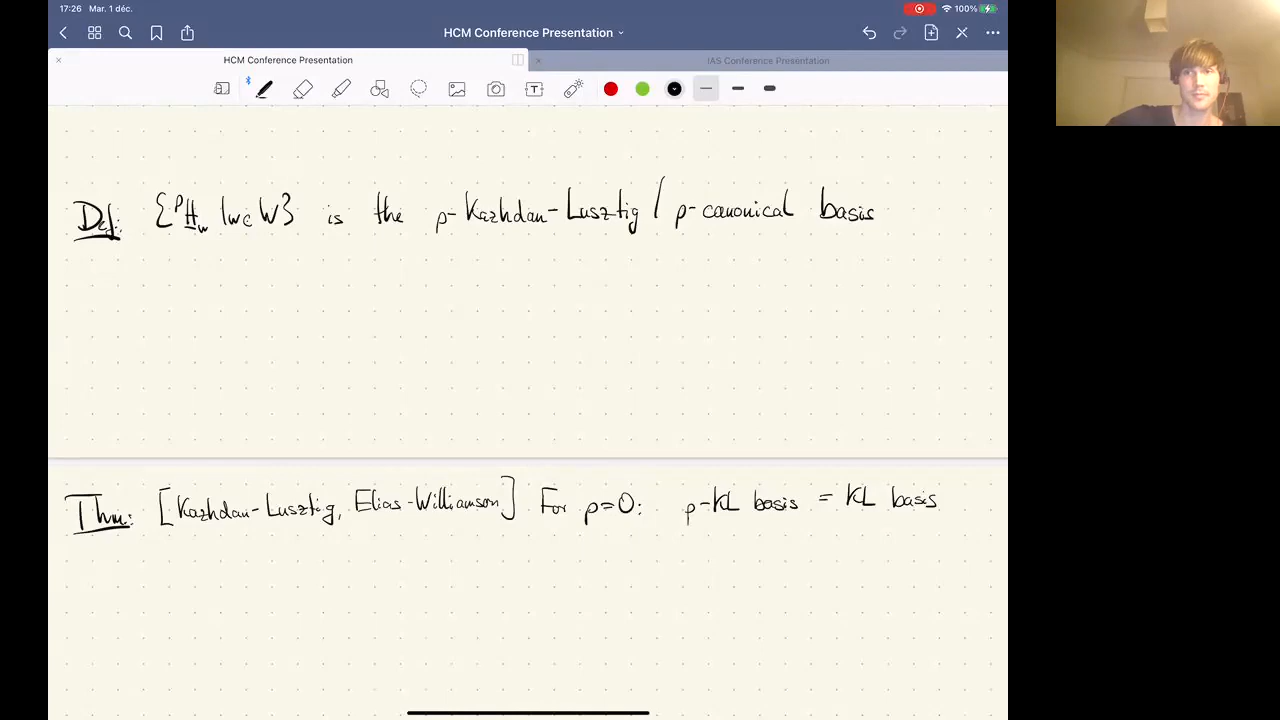 17:26 Mar. 1 déc.
100%
HCM Conference Presentation
HCM Conference Presentation
IAS Conference Presentation
Def: {ᵖH̲_w | w ∈ W} is the p-Kazhdan-Lusztig / p-canonical basis
Thm: [Kazhdan-Lusztig, Elias-Williamson] For p=0: p-KL basis = KL basis